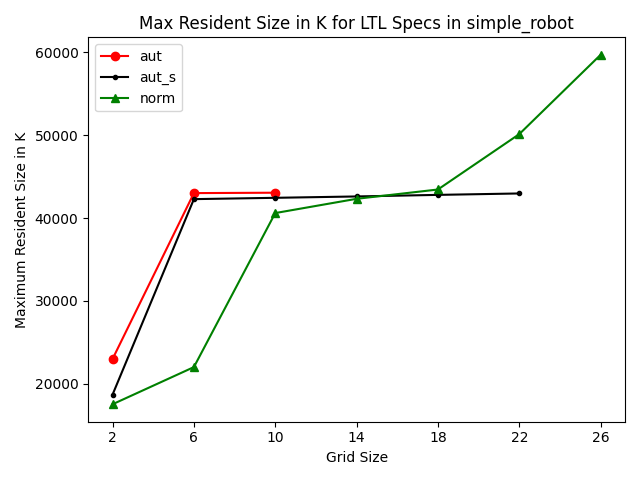 Max Resident Size in K for LTL Specs in simple_robot
aut
aut_s
norm
Maximum Resident Size in K
60000
50000
40000
30000
20000
2 6 10 14 18 22 26
Grid Size